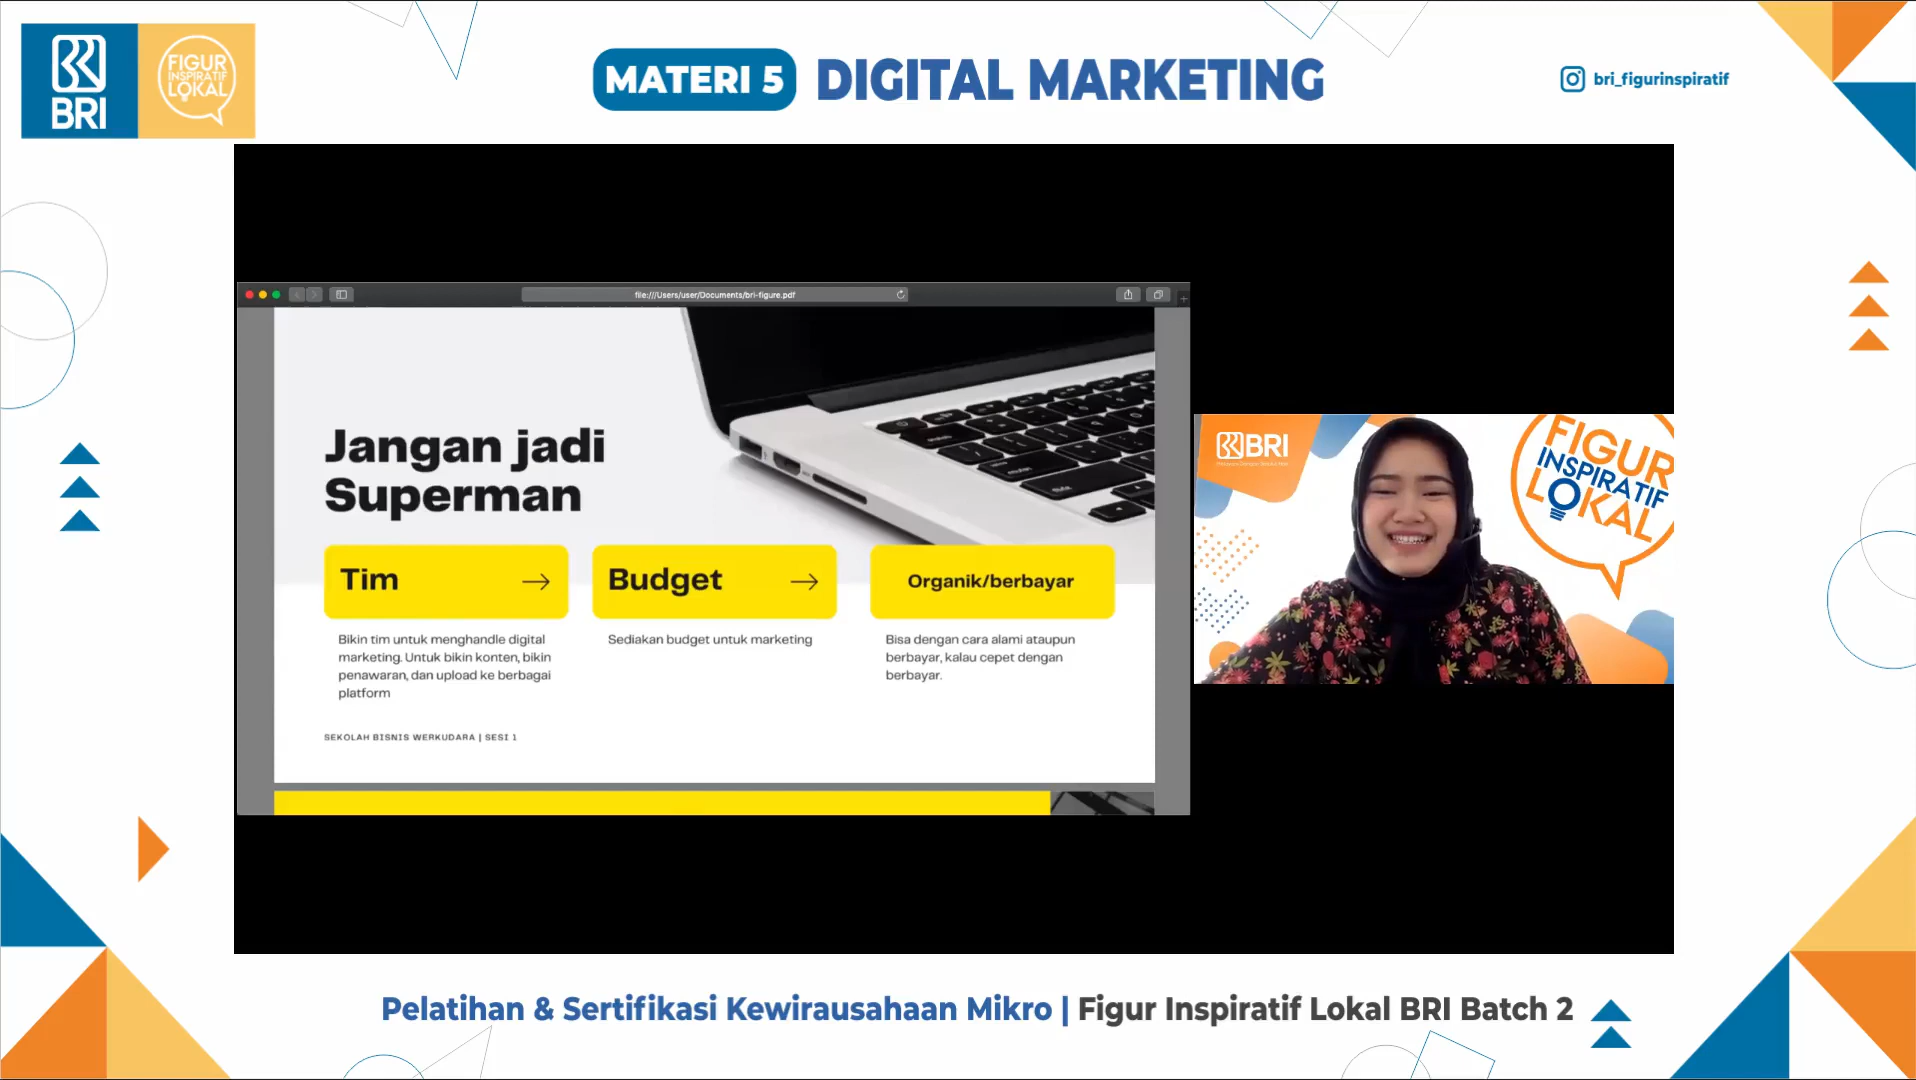 BRI
FIGUR
INSPIRATIF
LOKAL
MATERI 5 DIGITAL MARKETING
bri_figurinspiratif
file:///Users/user/Documents/bri-figure.pdf
Jangan jadi
Superman
Tim →
Budget →
Organik/berbayar
Bikin tim untuk menghandle digital
marketing. Untuk bikin konten, bikin
penawaran, dan upload ke berbagai
platform
Sediakan budget untuk marketing
Bisa dengan cara alami ataupun
berbayar, kalau cepet dengan
berbayar.
SEKOLAH BISNIS WERKUDARA | SESI 1
BRI
FIGUR
INSPIRATIF
LOKAL
Pelatihan & Sertifikasi Kewirausahaan Mikro | Figur Inspiratif Lokal BRI Batch 2